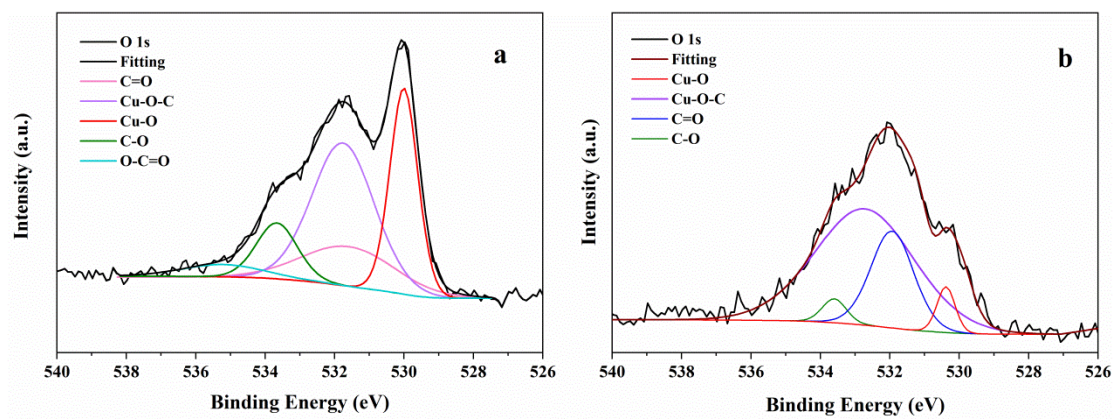 a
O 1s
Fitting
C=O
Cu-O-C
Cu-O
C-O
O-C=O
Intensity (a.u.)
540 538 536 534 532 530 528 526
Binding Energy (eV)
b
O 1s
Fitting
Cu-O
Cu-O-C
C=O
C-O
Intensity (a.u.)
540 538 536 534 532 530 528 526
Binding Energy (eV)